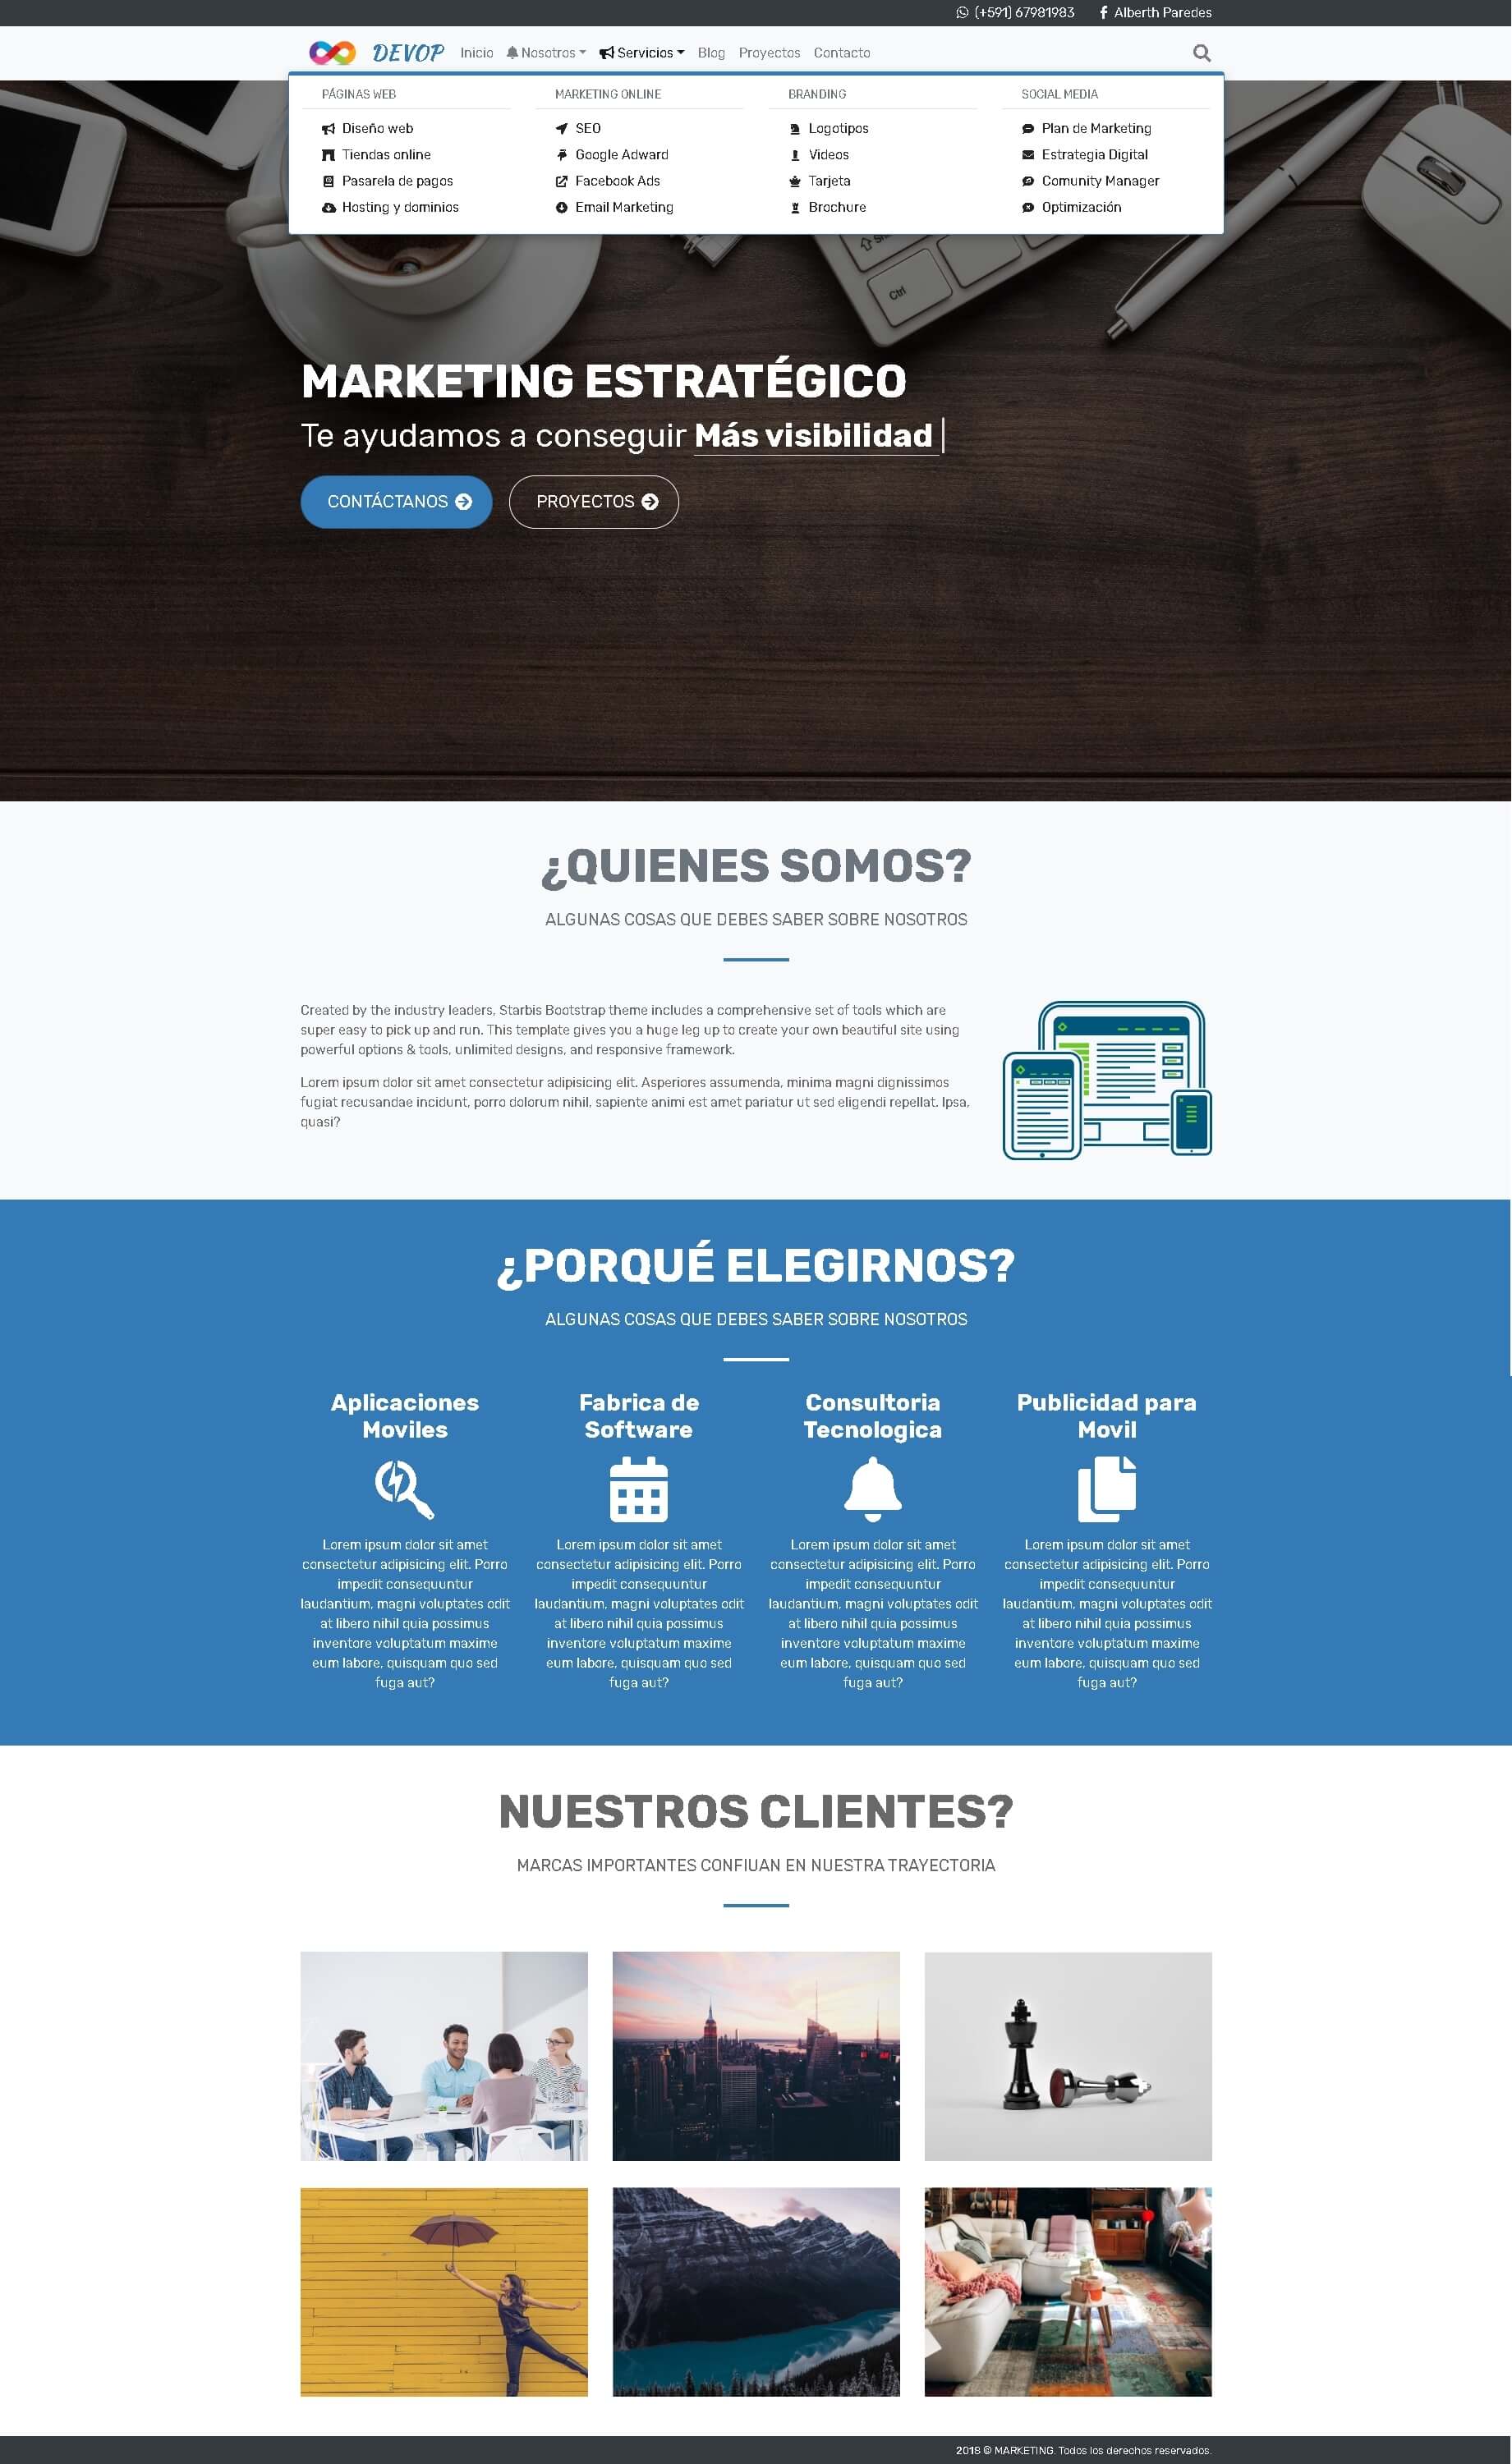 (+591) 67981983 Alberth Paredes
DEVOP Inicio Nosotros Servicios Blog Proyectos Contacto
PÁGINAS WEB
Diseño web
Tiendas online
Pasarela de pagos
Hosting y dominios
MARKETING ONLINE
SEO
Google Adward
Facebook Ads
Email Marketing
BRANDING
Logotipos
Videos
Tarjeta
Brochure
SOCIAL MEDIA
Plan de Marketing
Estrategia Digital
Comunity Manager
Optimización
Ctrl
MARKETING ESTRATÉGICO
Te ayudamos a conseguir Más visibilidad
CONTÁCTANOS PROYECTOS
¿QUIENES SOMOS?
ALGUNAS COSAS QUE DEBES SABER SOBRE NOSOTROS
Created by the industry leaders, Starbis Bootstrap theme includes a comprehensive set of tools which are
super easy to pick up and run. This template gives you a huge leg up to create your own beautiful site using
powerful options & tools, unlimited designs, and responsive framework.
Lorem ipsum dolor sit amet consectetur adipisicing elit. Asperiores assumenda, minima magni dignissimos
fugiat recusandae incidunt, porro dolorum nihil, sapiente animi est amet pariatur ut sed eligendi repellat. Ipsa,
quasi?
¿PORQUÉ ELEGIRNOS?
ALGUNAS COSAS QUE DEBES SABER SOBRE NOSOTROS
Aplicaciones
Moviles
Lorem ipsum dolor sit amet
consectetur adipisicing elit. Porro
impedit consequuntur
laudantium, magni voluptates odit
at libero nihil quia possimus
inventore voluptatum maxime
eum labore, quisquam quo sed
fuga aut?
Fabrica de
Software
Lorem ipsum dolor sit amet
consectetur adipisicing elit. Porro
impedit consequuntur
laudantium, magni voluptates odit
at libero nihil quia possimus
inventore voluptatum maxime
eum labore, quisquam quo sed
fuga aut?
Consultoria
Tecnologica
Lorem ipsum dolor sit amet
consectetur adipisicing elit. Porro
impedit consequuntur
laudantium, magni voluptates odit
at libero nihil quia possimus
inventore voluptatum maxime
eum labore, quisquam quo sed
fuga aut?
Publicidad para
Movil
Lorem ipsum dolor sit amet
consectetur adipisicing elit. Porro
impedit consequuntur
laudantium, magni voluptates odit
at libero nihil quia possimus
inventore voluptatum maxime
eum labore, quisquam quo sed
fuga aut?
NUESTROS CLIENTES?
MARCAS IMPORTANTES CONFIUAN EN NUESTRA TRAYECTORIA
2018 © MARKETING. Todos los derechos reservados.